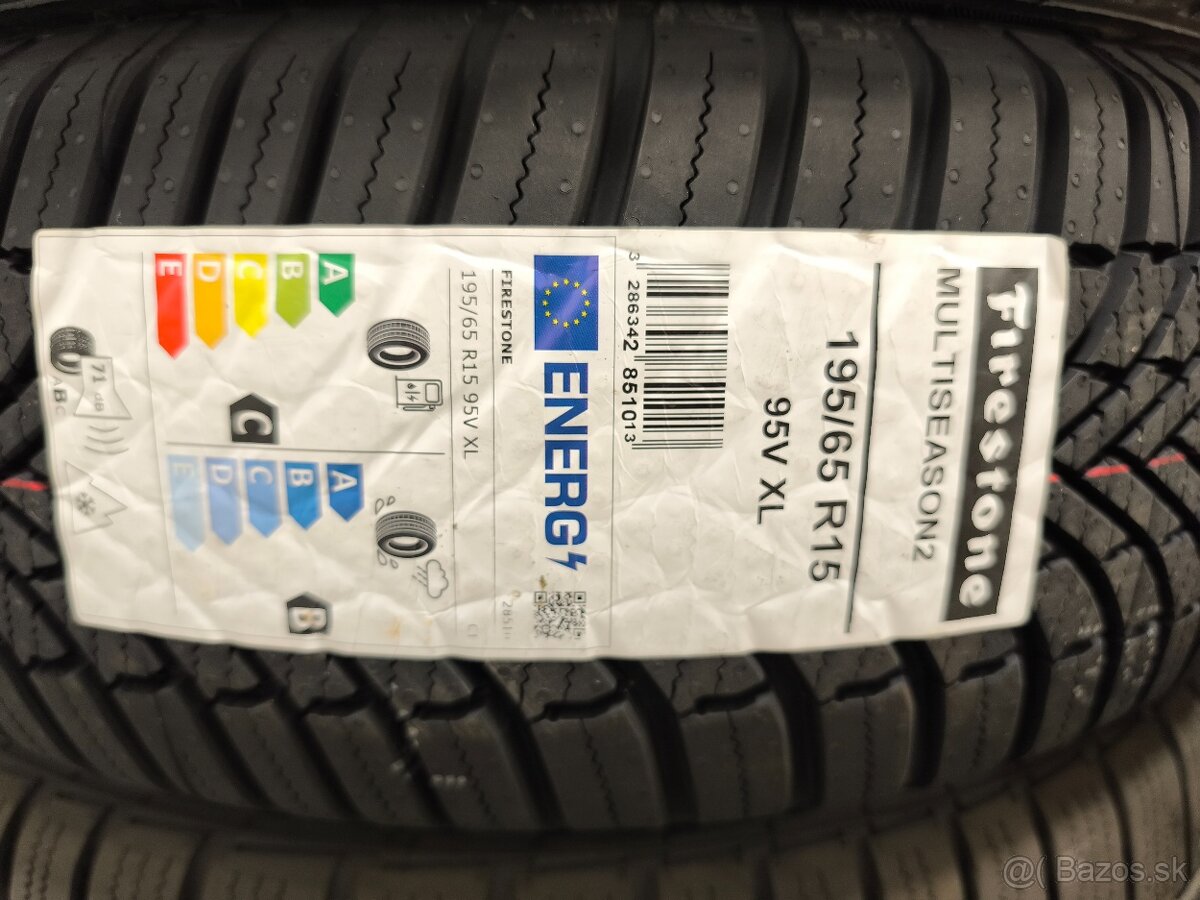 Firestone
MULTISEASON2
195/65 R15
95V XL
3 286342 851013
ENERG
FIRESTONE
195/65 R15 95V XL
C1
A
B
C
D
E
C
A
B
C
D
E
B
71 dB
ABC
@( Bazos.sk